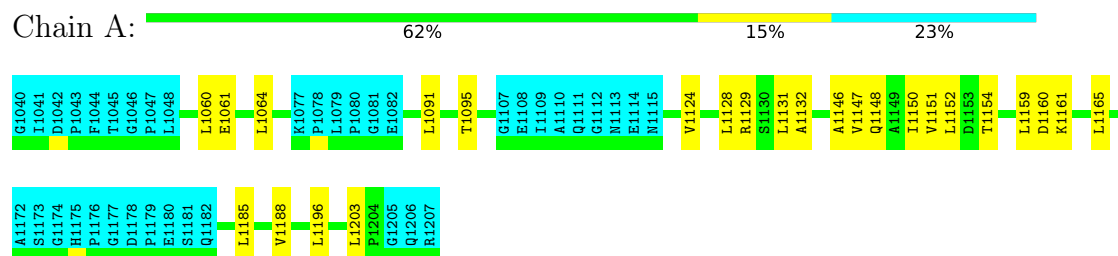 Chain A:
62% 15% 23%
G1040 I1041 D1042 P1043 F1044 T1045 G1046 P1047 L1048 L1060 E1061 L1064 K1077 P1078 L1079 P1080 G1081 E1082 L1091 T1095 G1107 E1108 I1109 A1110 Q1111 G1112 N1113 E1114 N1115 V1124 L1128 R1129 S1130 L1131 A1132 A1146 V1147 Q1148 A1149 I1150 V1151 L1152 D1153 T1154 L1159 D1160 K1161 L1165
A1172 S1173 G1174 H1175 P1176 G1177 D1178 P1179 E1180 S1181 Q1182 L1185 V1188 L1196 L1203 P1204 G1205 Q1206 R1207